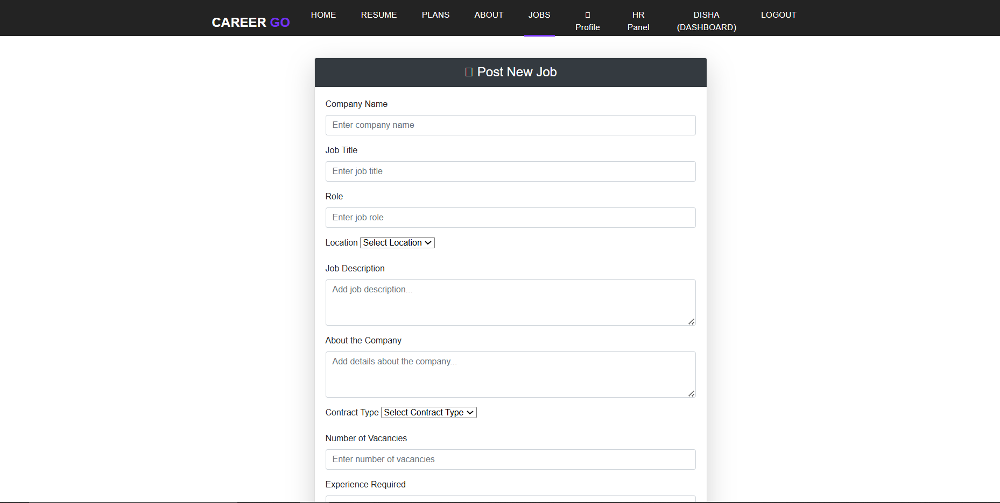 CAREER GO
HOME
RESUME
PLANS
ABOUT
JOBS
Profile
HR
Panel
DISHA
(DASHBOARD)
LOGOUT
Post New Job
Company Name
Enter company name
Job Title
Enter job title
Role
Enter job role
Location Select Location
Job Description
Add job description...
About the Company
Add details about the company...
Contract Type Select Contract Type
Number of Vacancies
Enter number of vacancies
Experience Required